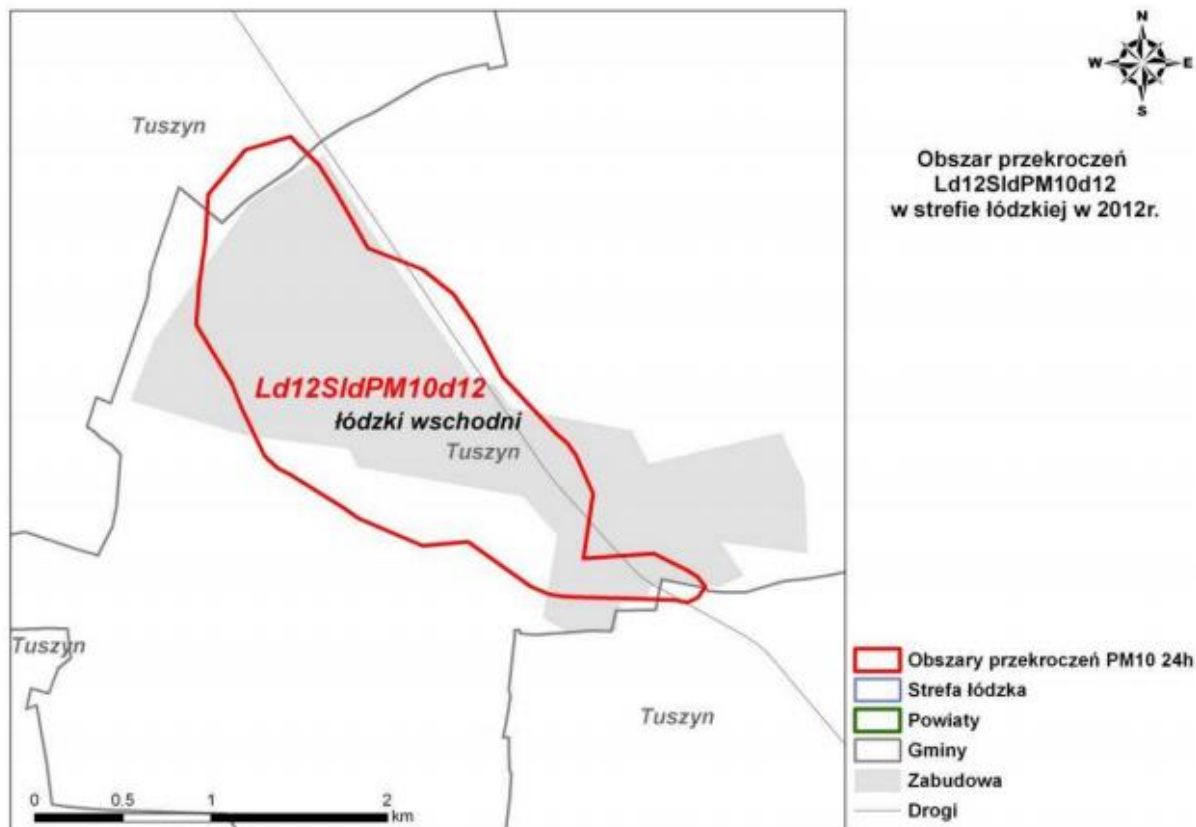 N
W E
S
Tuszyn
Obszar przekroczeń
Ld12SldPM10d12
w strefie łódzkiej w 2012r.
Ld12SldPM10d12
łódzki wschodni
Tuszyn
Tuszyn
Tuszyn
Obszary przekroczeń PM10 24h
Strefa łódzka
Powiaty
Gminy
Zabudowa
Drogi
0 0.5 1 2
km